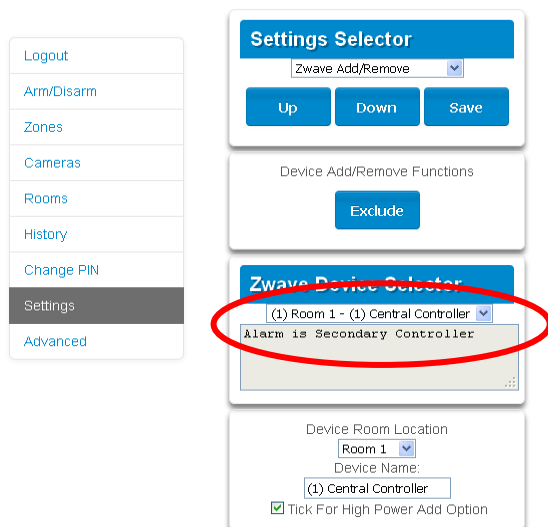 Logout
Arm/Disarm
Zones
Cameras
Rooms
History
Change PIN
Settings
Advanced
Settings Selector
Zwave Add/Remove
Up Down Save
Device Add/Remove Functions
Exclude
Zwave Device Selector
(1) Room 1 - (1) Central Controller
Alarm is Secondary Controller
Device Room Location
Room 1
Device Name:
(1) Central Controller
Tick For High Power Add Option